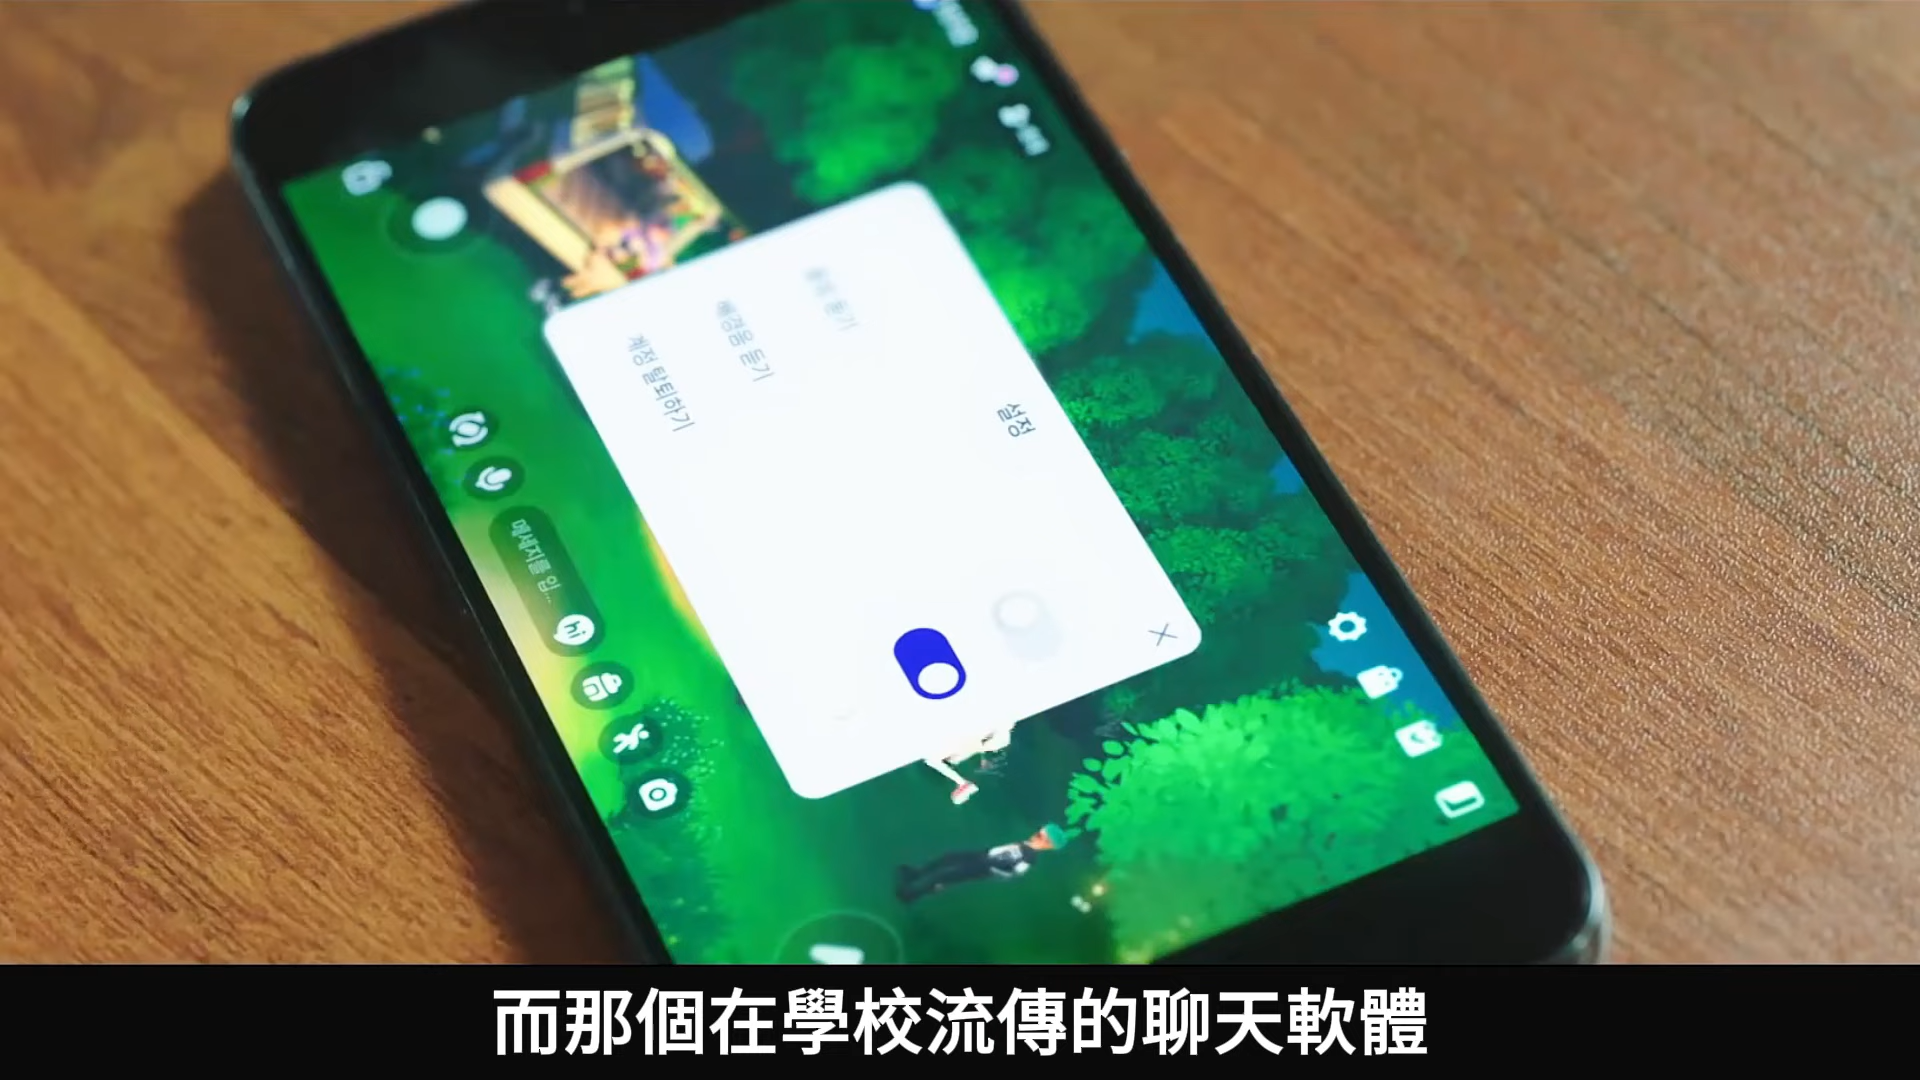 설정
배경음 듣기
계정 탈퇴하기
메세지를 입...
hi
而那個在學校流傳的聊天軟體